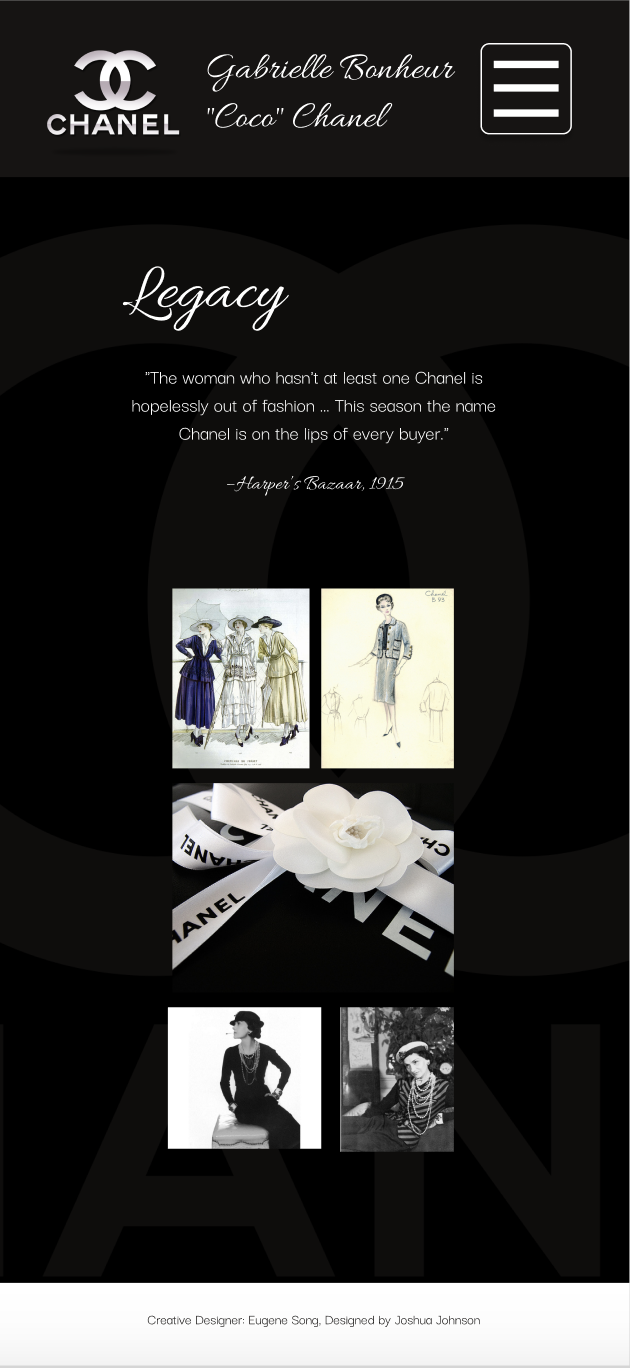 CHANEL
Gabrielle Bonheur
"Coco" Chanel
Legacy
"The woman who hasn't at least one Chanel is
hopelessly out of fashion ... This season the name
Chanel is on the lips of every buyer."
–Harper's Bazaar, 1915
Chanel
CHANEL
HANEL
NEL
Creative Designer: Eugene Song, Designed by Joshua Johnson